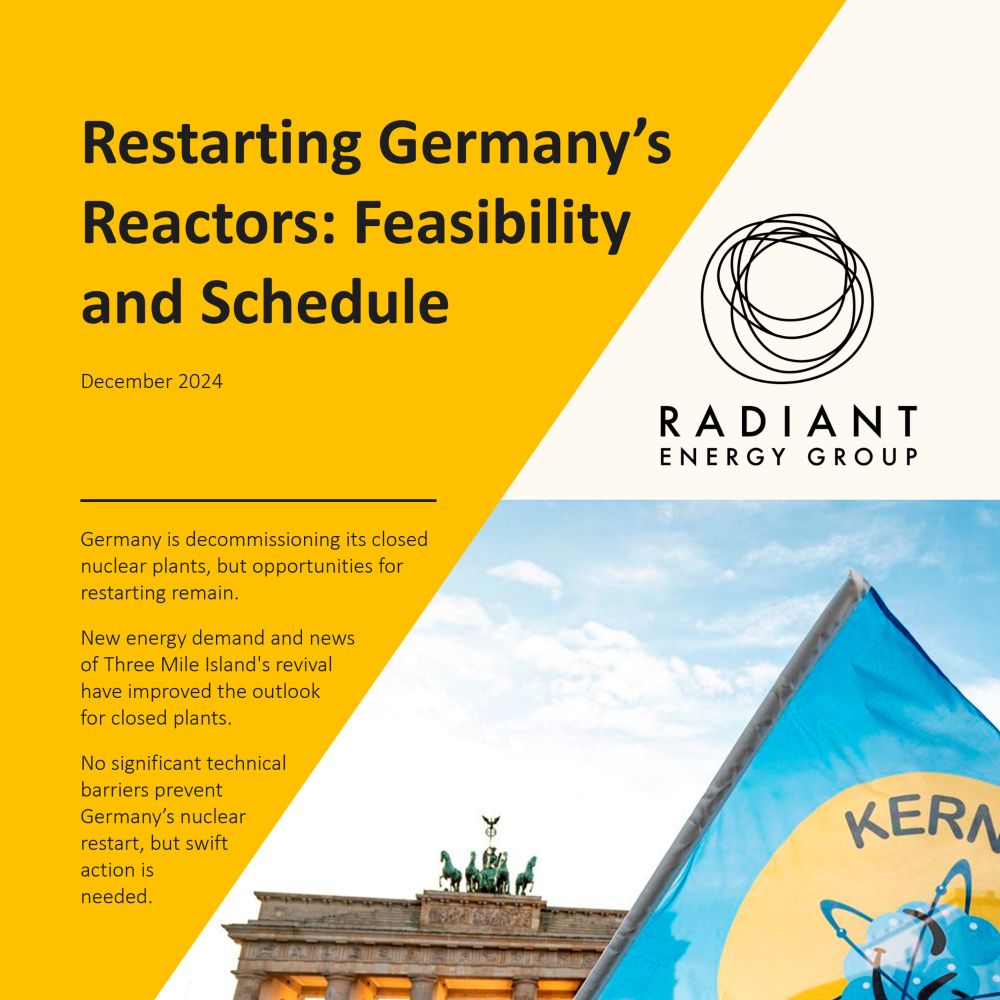 Restarting Germany’s
Reactors: Feasibility
and Schedule
December 2024
RADIANT
ENERGY GROUP
Germany is decommissioning its closed
nuclear plants, but opportunities for
restarting remain.
New energy demand and news
of Three Mile Island's revival
have improved the outlook
for closed plants.
No significant technical
barriers prevent
Germany’s nuclear
restart, but swift
action is
needed.
KERN